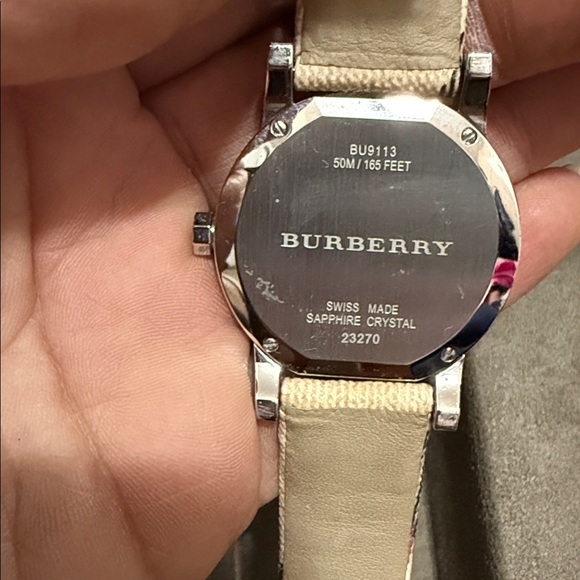 BU9113
50M / 165 FEET
BURBERRY
SWISS MADE
SAPPHIRE CRYSTAL
23270